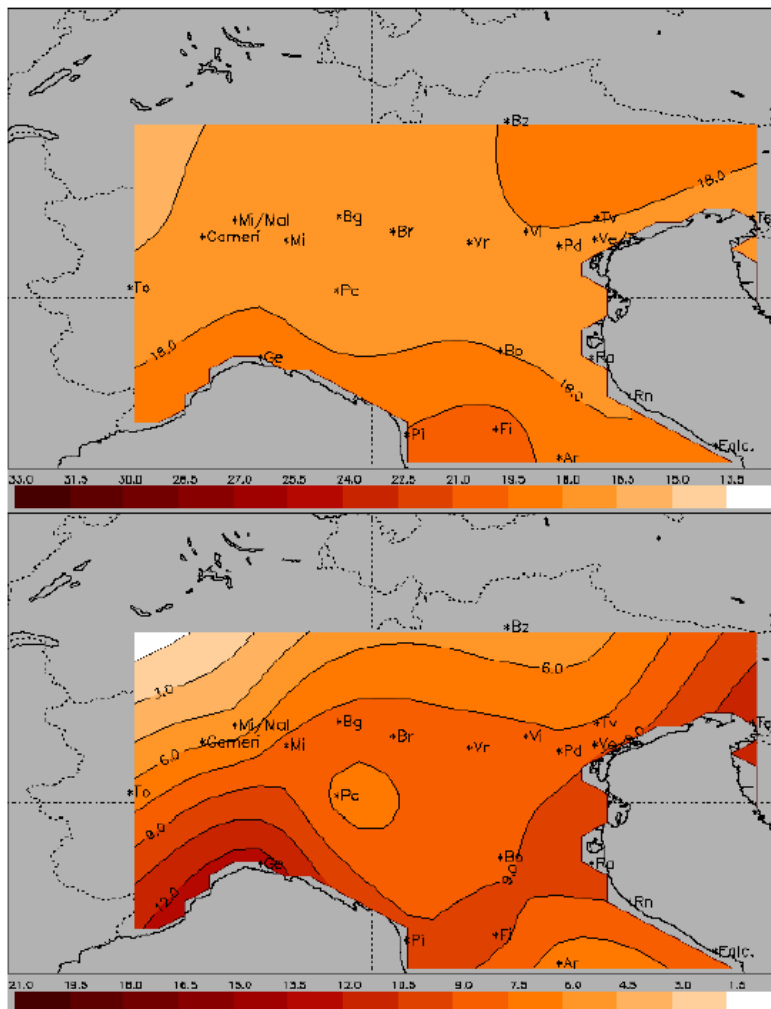 *Bz
18.0
*Mi/Mal *Bg *Tv *Ts
*Cameri *Mi *Br *Vr *Vi *Pd *Ve/T
*To *Pc
18.0 *Ge *Bo *Ra
18.0 *Rn
*Pi *Fi *Ar *Falc.
33.0 31.5 30.0 28.5 27.0 25.5 24.0 22.5 21.0 19.5 18.0 16.5 15.0 13.5
*Bz
3.0 6.0
*Mi/Mal *Bg *Tv
6.0 *Cameri *Mi *Br *Vr *Vi *Pd *Ve 9.0
*To *Pc
9.0 *Ge *Bo *Ra
12.0 9.0 *Rn
*Pi *Fi *Ar *Falc.
21.0 19.5 18.0 16.5 15.0 13.5 12.0 10.5 9.0 7.5 6.0 4.5 3.0 1.5